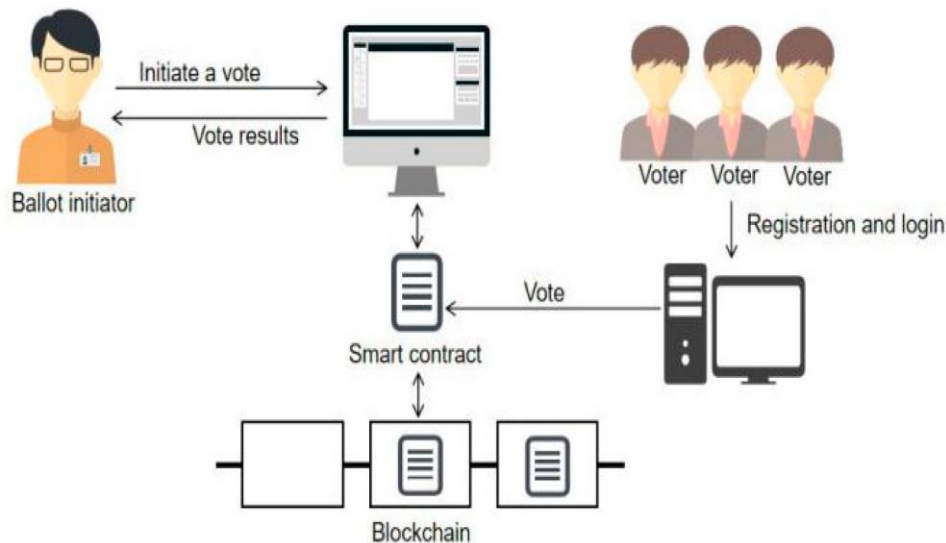 Initiate a vote
Vote results
Ballot initiator
Voter Voter Voter
Registration and login
Vote
Smart contract
Blockchain